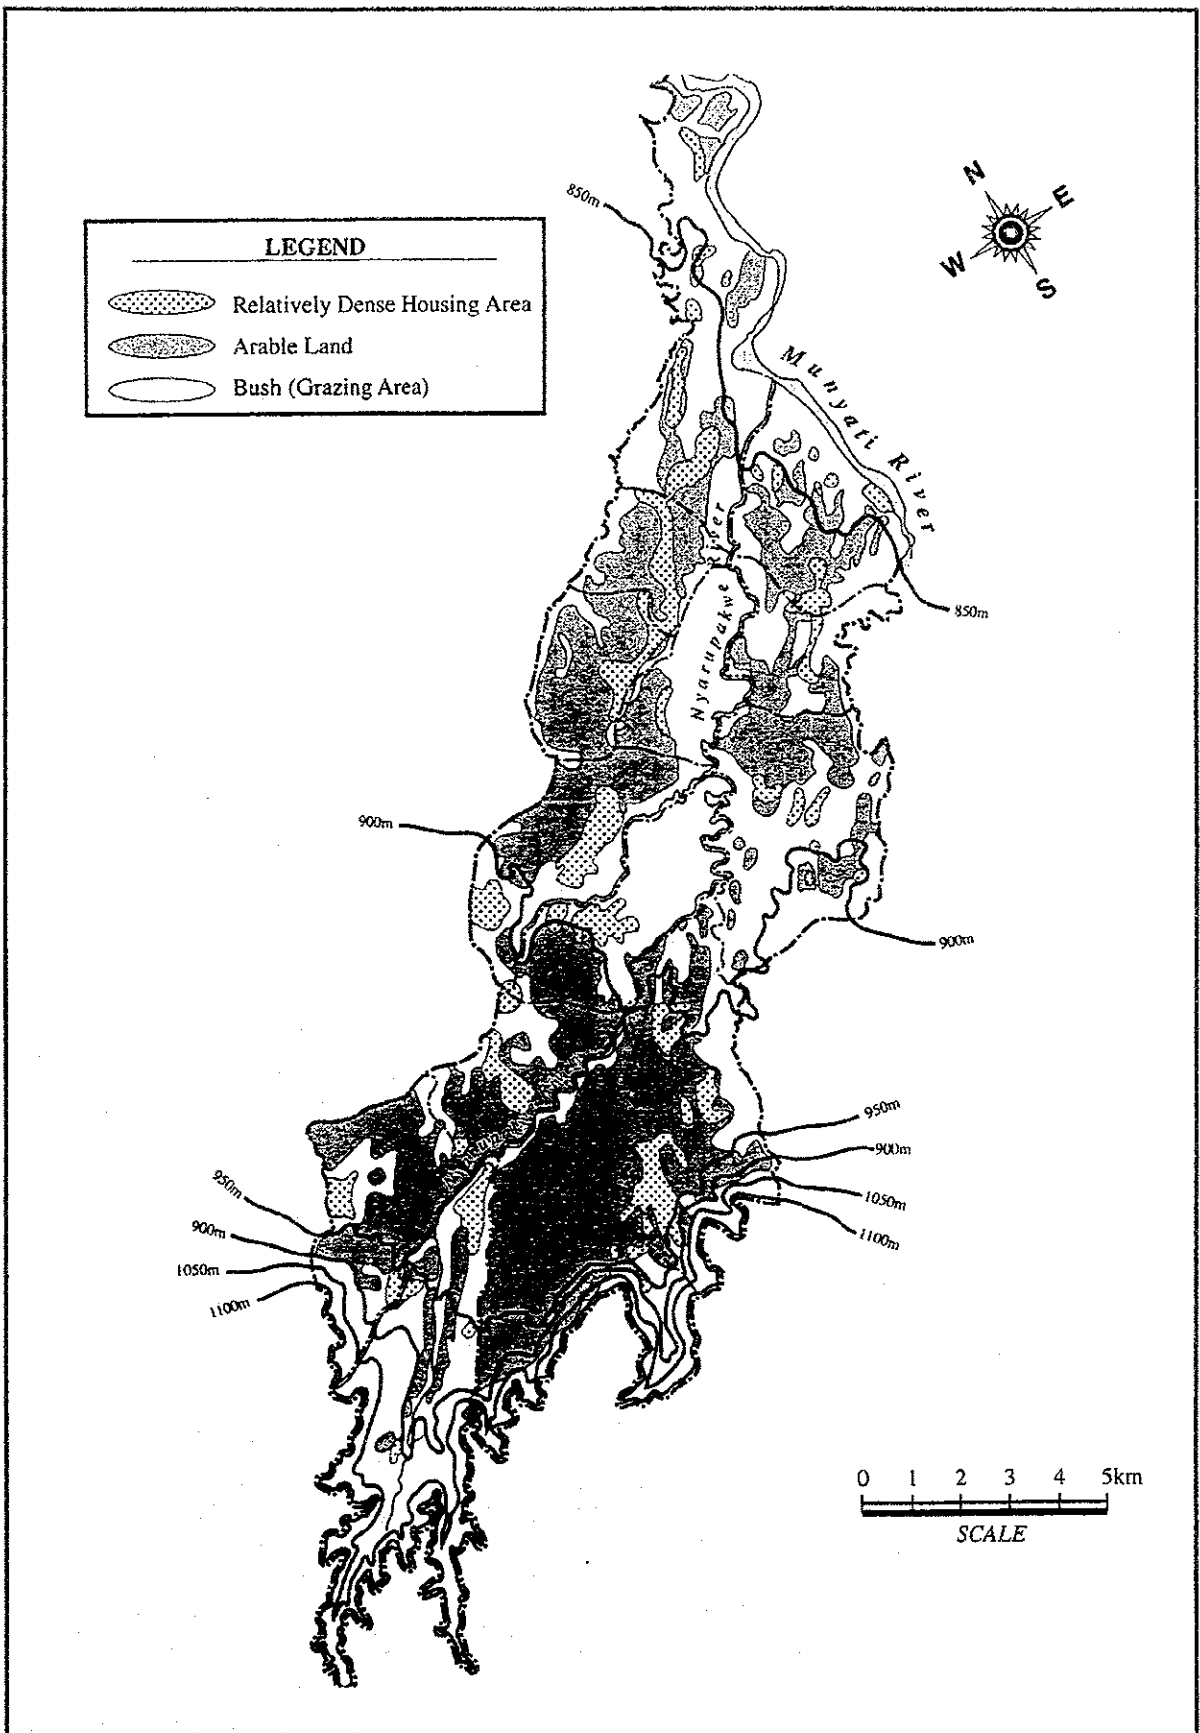 850m
N
E
W
S
LEGEND
Relatively Dense Housing Area
Arable Land
Bush (Grazing Area)
Munyati River
850m
Nyarupakwe River
900m
900m
950m
900m
1050m
1100m
950m
900m
1050m
1100m
0 1 2 3 4 5km
SCALE